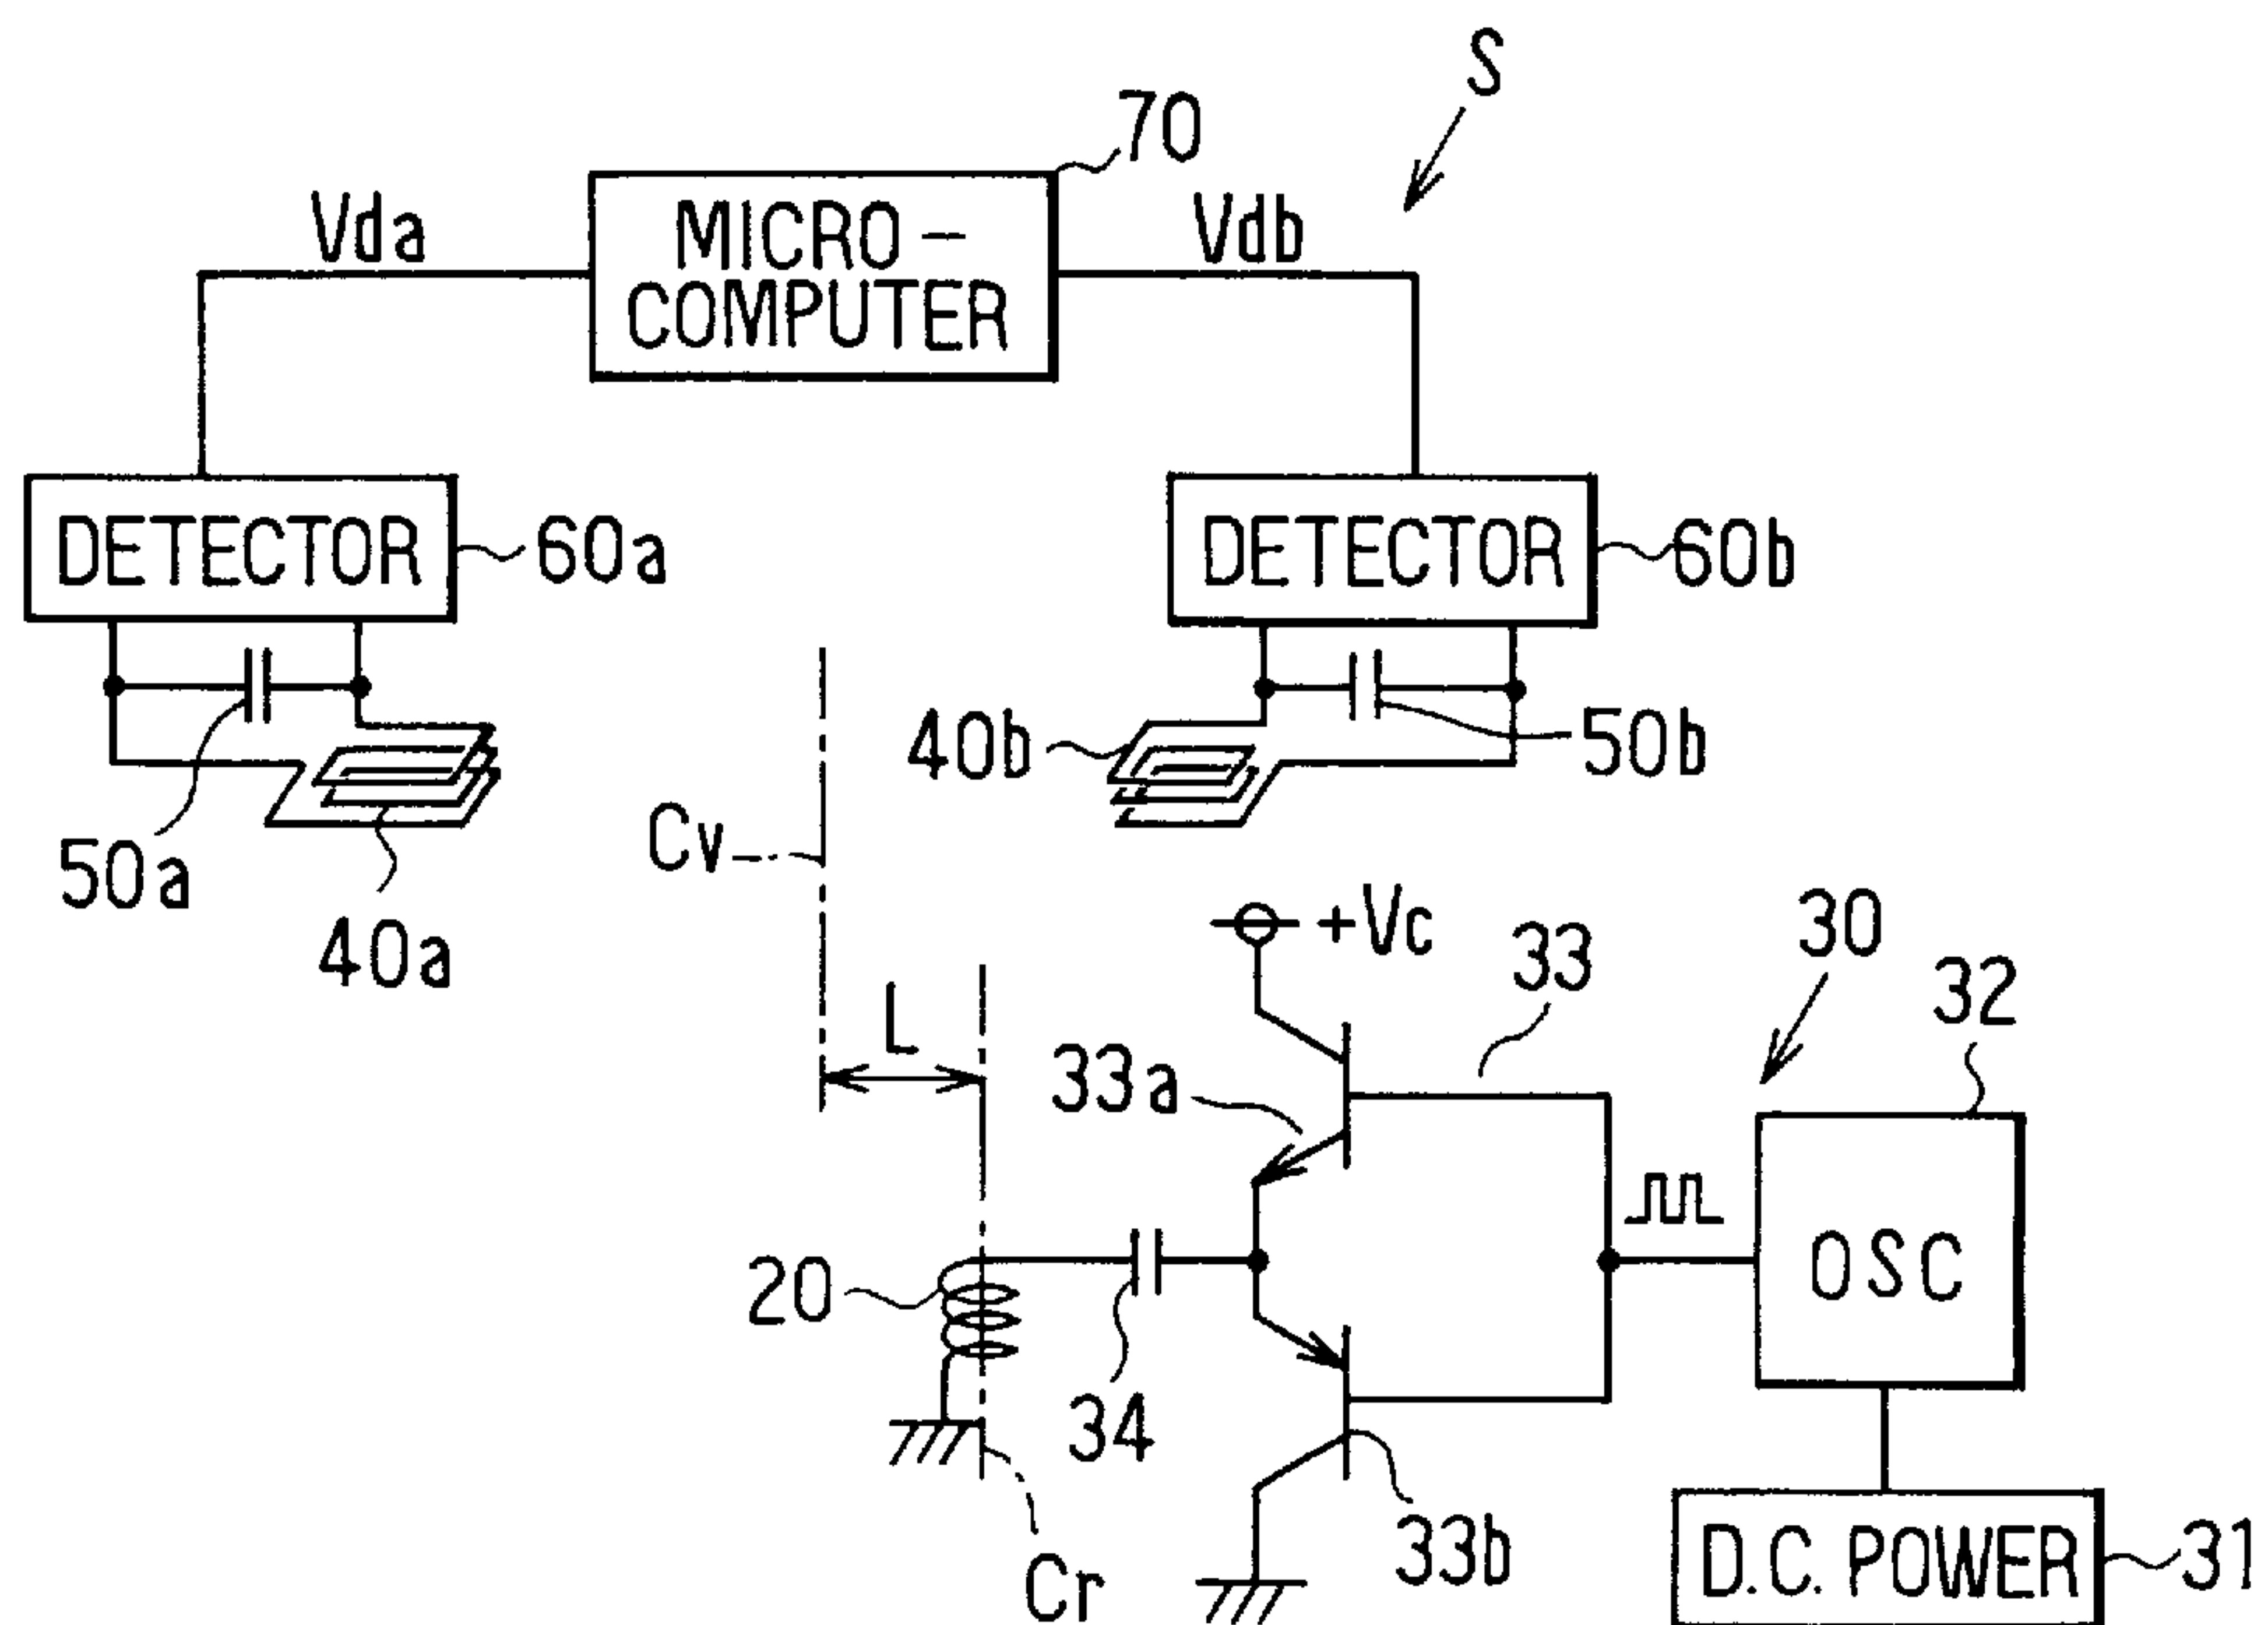 S
70
Vda
MICRO-
COMPUTER
Vdb
DETECTOR
60a
DETECTOR
60b
50a
40a
40b
50b
Cv
+Vc
33
30
32
L
33a
20
34
OSC
Cr
33b
D.C. POWER
31